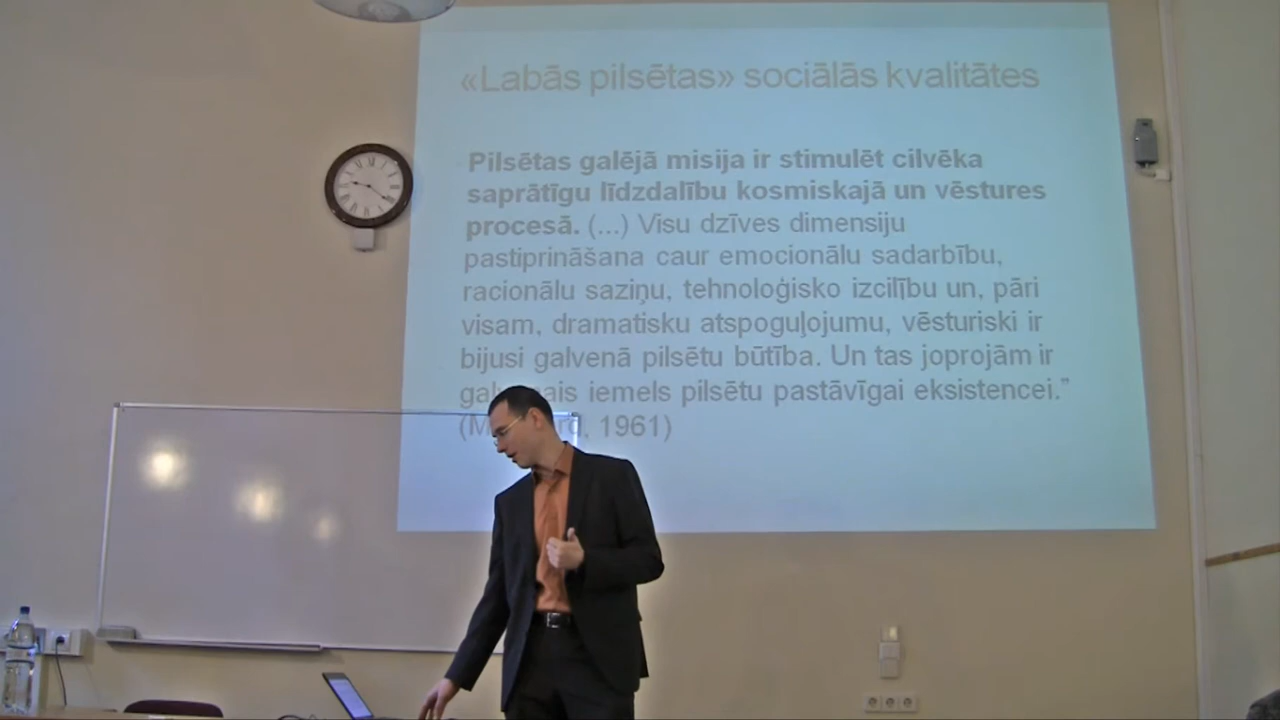 «Labās pilsētas» sociālās kvalitātes
Pilsētas galējā misija ir stimulēt cilvēka
saprātīgu līdzdalību kosmiskajā un vēstures
procesā. (...) Visu dzīves dimensiju
pastiprināšana caur emocionālu sadarbību,
racionālu saziņu, tehnoloģisko izcilību un, pāri
visam, dramatisku atspoguļojumu, vēsturiski ir
bijusi galvenā pilsētu būtība. Un tas joprojām ir
iemels pilsētu pastāvīgai eksistencei.”
1961)